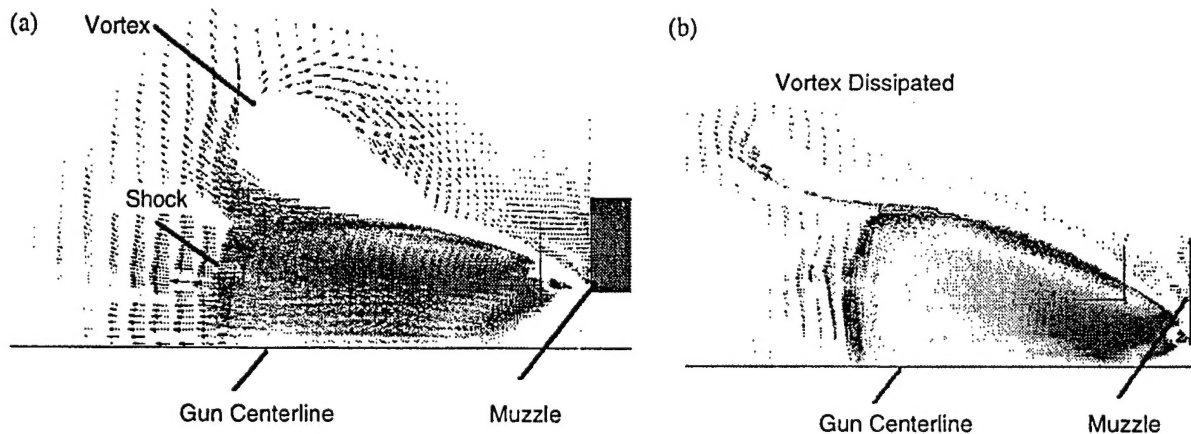 (a)
Vortex
Shock
Gun Centerline
Muzzle
(b)
Vortex Dissipated
Gun Centerline
Muzzle